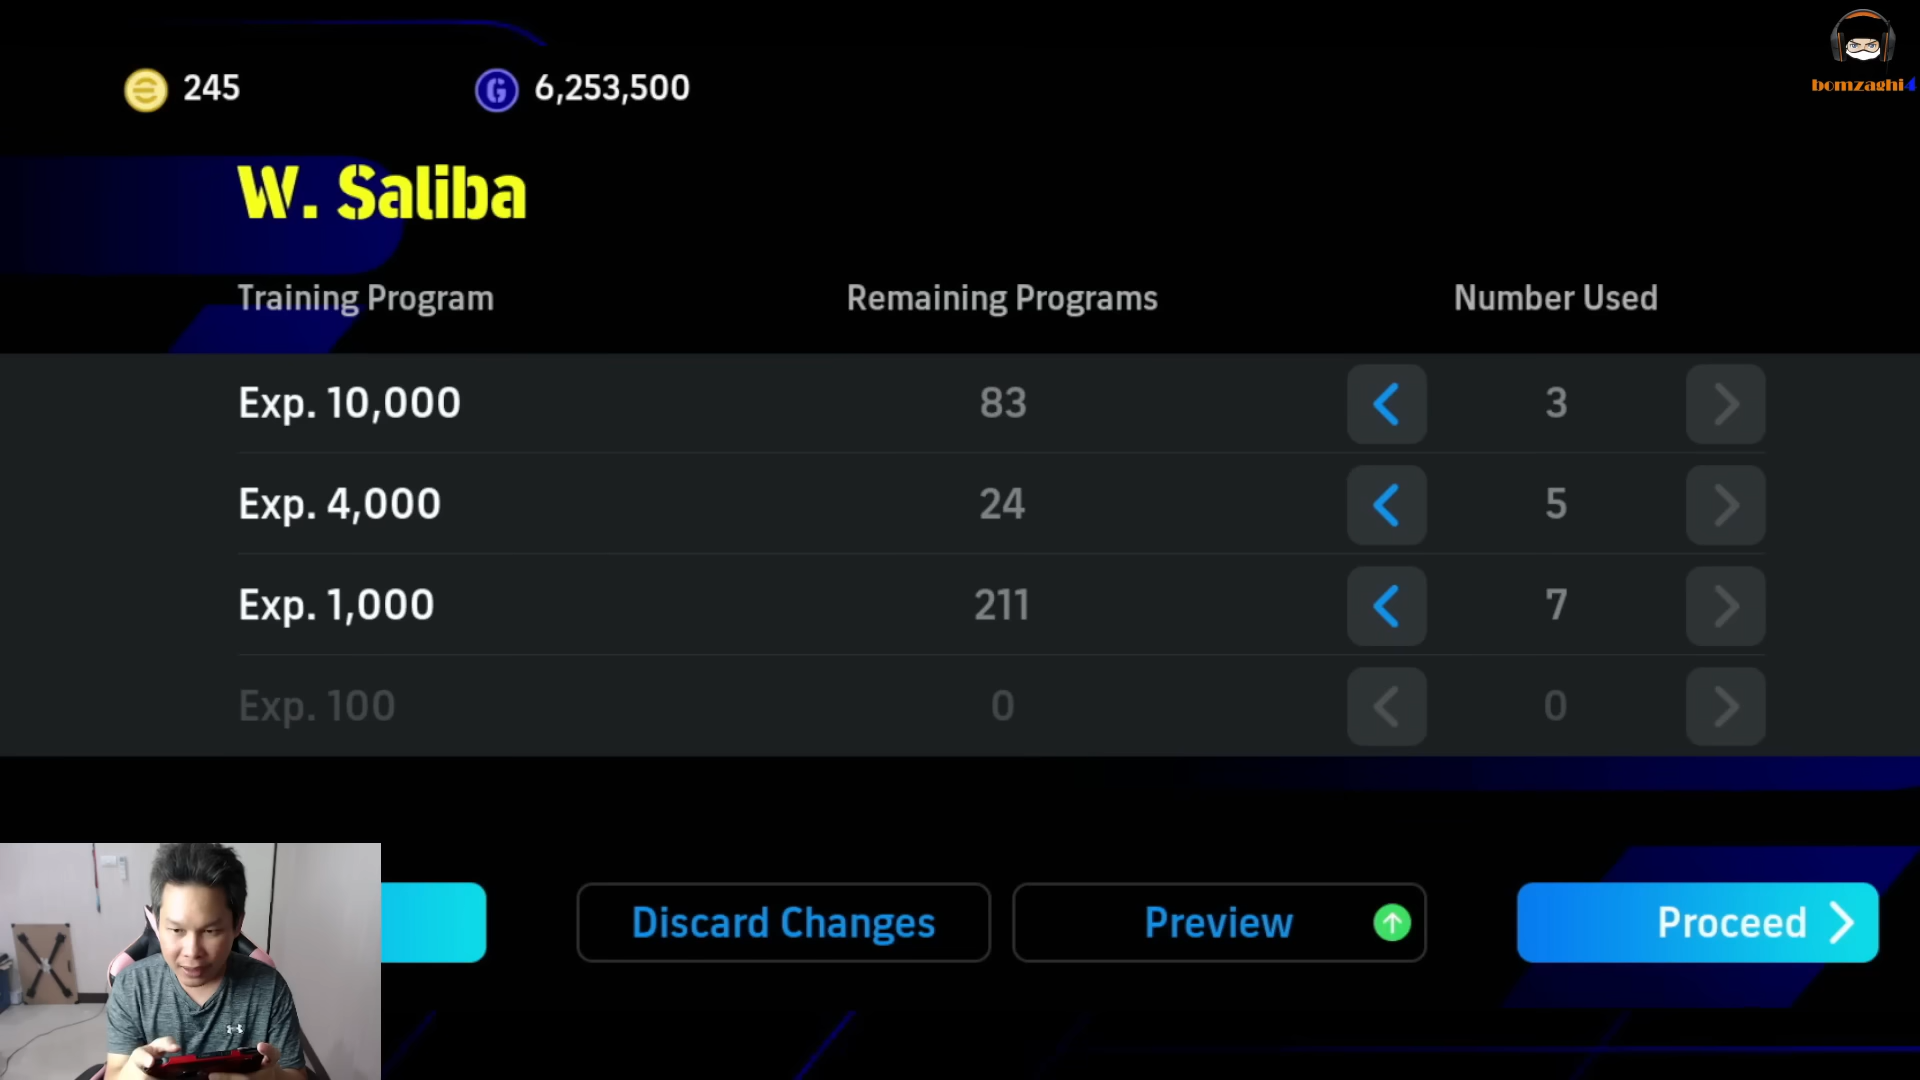 245
6,253,500
bomzaghi4
W. Saliba
Training Program
Remaining Programs
Number Used
Exp. 10,000
83
3
Exp. 4,000
24
5
Exp. 1,000
211
7
Exp. 100
0
0
Discard Changes
Preview
Proceed